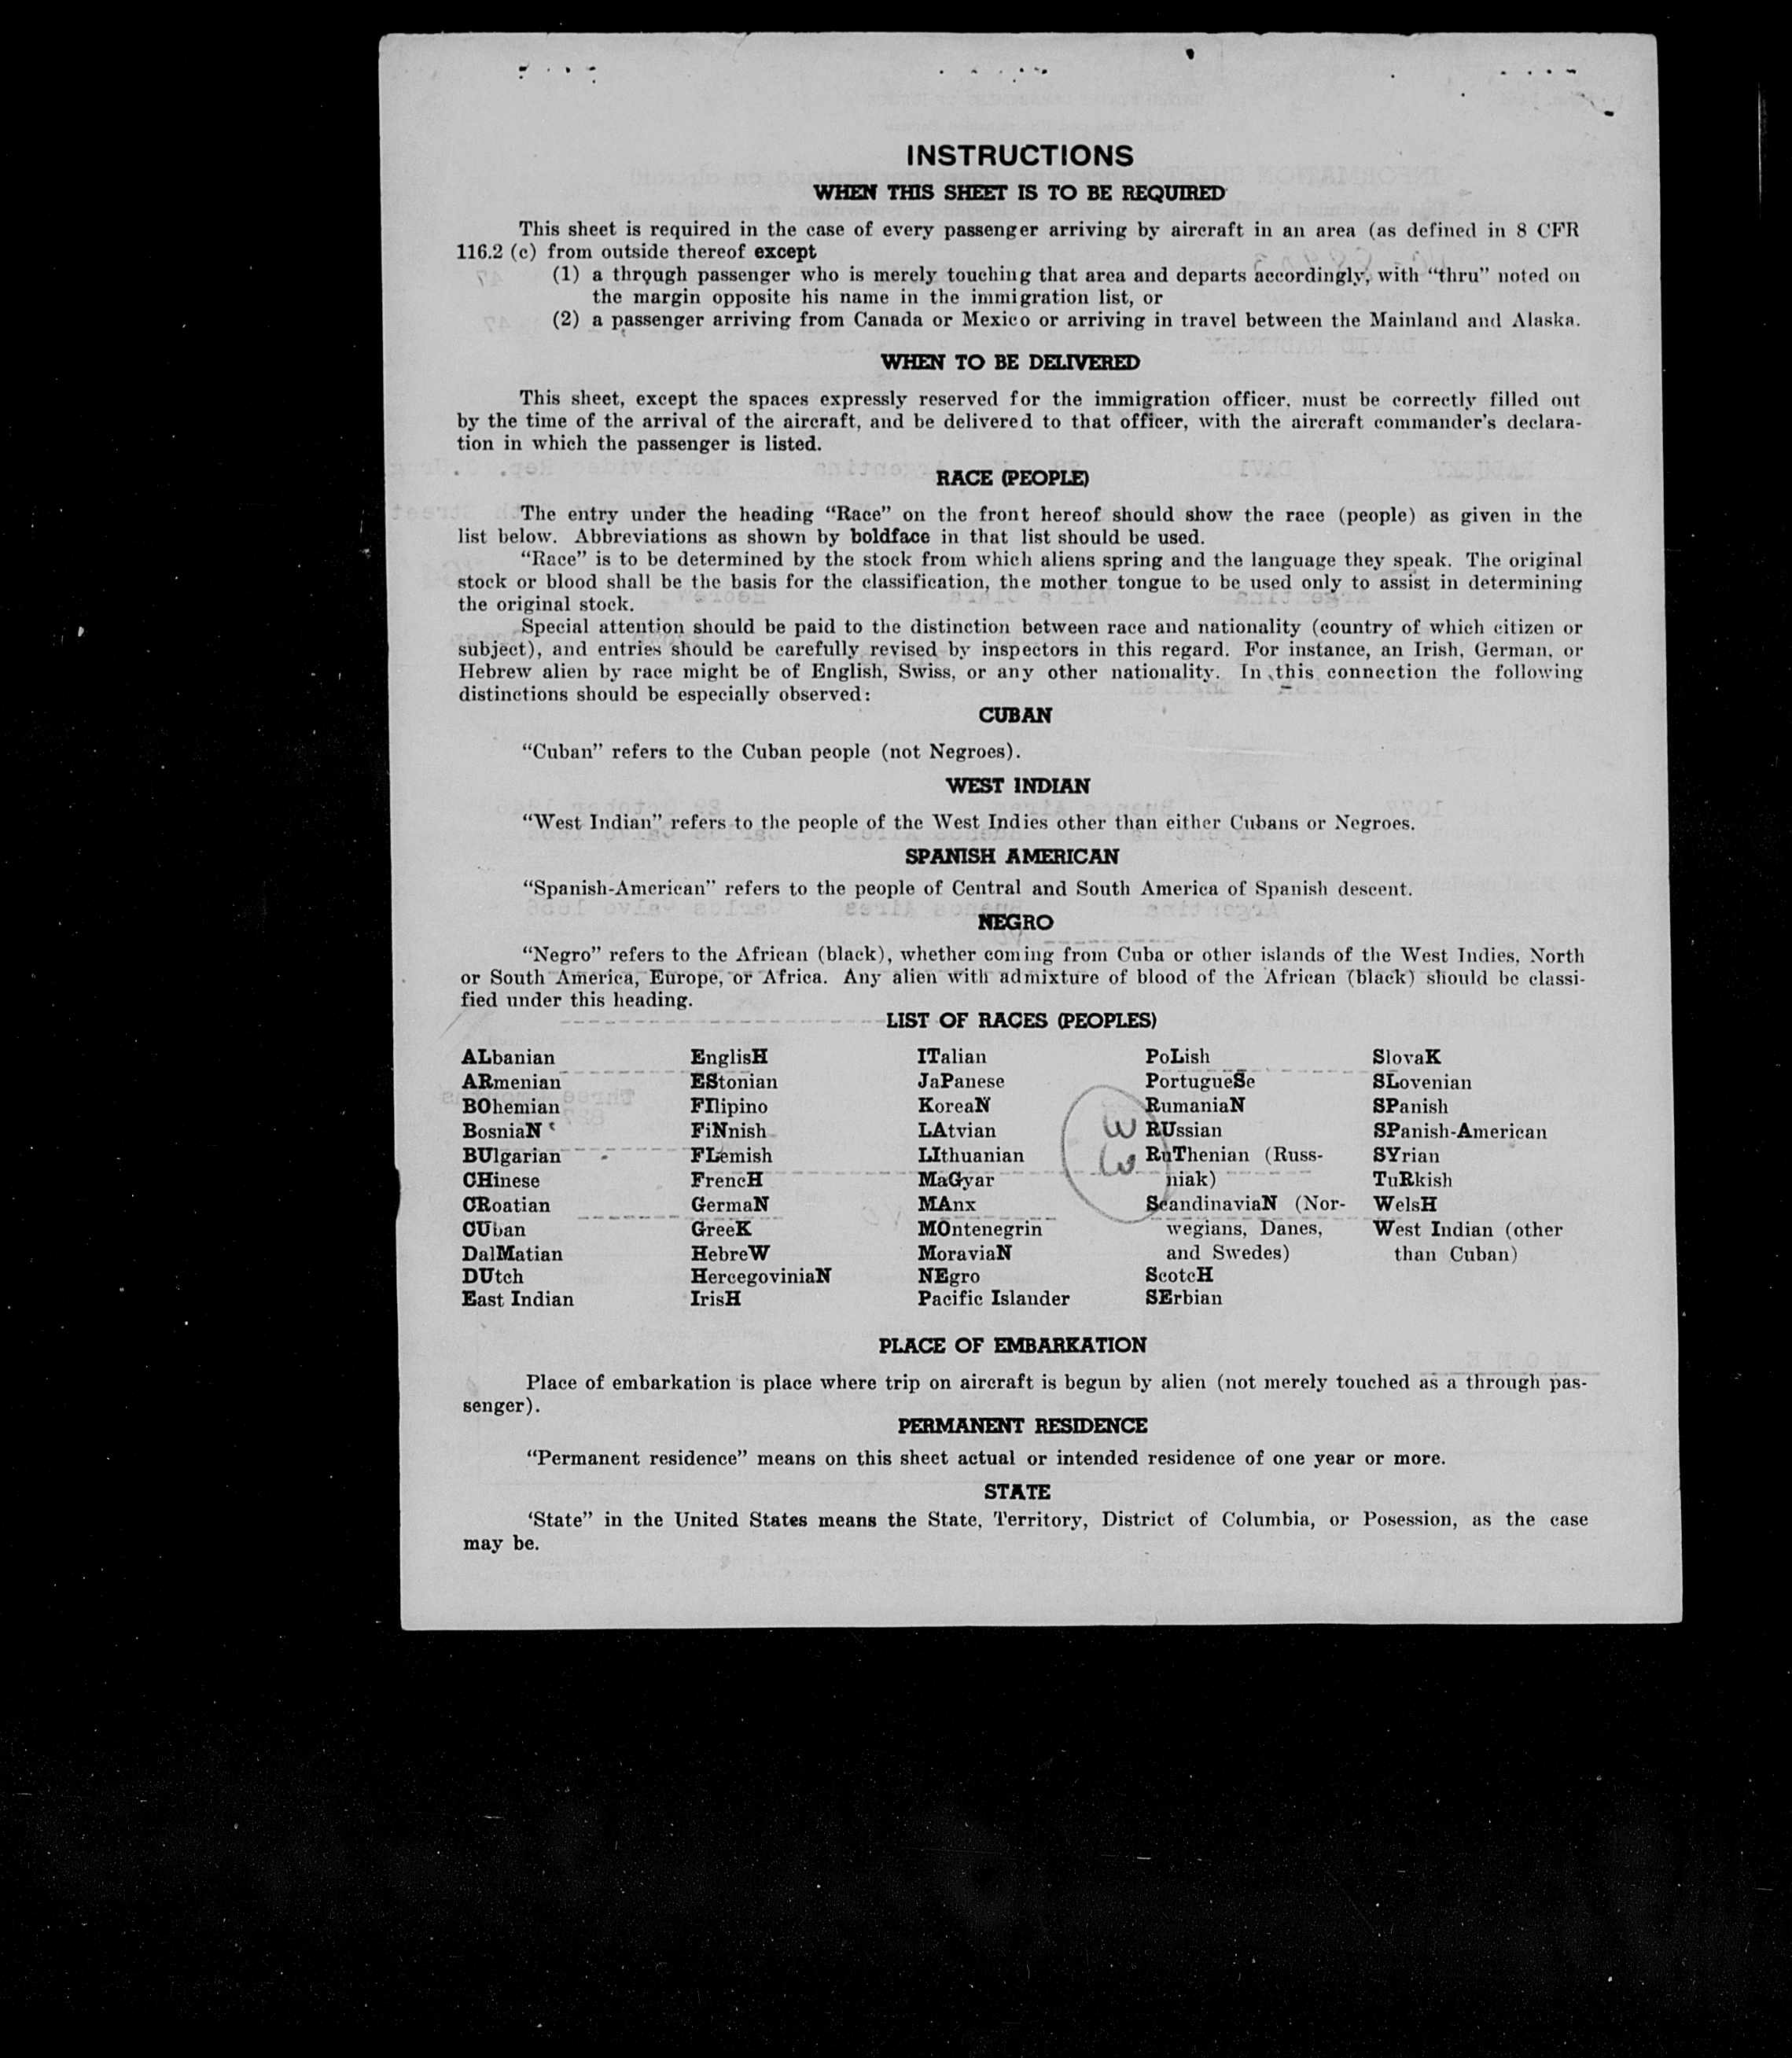 INSTRUCTIONS
WHEN THIS SHEET IS TO BE REQUIRED
This sheet is required in the case of every passenger arriving by aircraft in an area (as defined in 8 CFR
116.2 (c) from outside thereof except
(1) a through passenger who is merely touching that area and departs accordingly, with “thru” noted on
the margin opposite his name in the immigration list, or
(2) a passenger arriving from Canada or Mexico or arriving in travel between the Mainland and Alaska.
WHEN TO BE DELIVERED
This sheet, except the spaces expressly reserved for the immigration officer, must be correctly filled out
by the time of the arrival of the aircraft, and be delivered to that officer, with the aircraft commander’s declara-
tion in which the passenger is listed.
RACE (PEOPLE)
The entry under the heading “Race” on the front hereof should show the race (people) as given in the
list below. Abbreviations as shown by boldface in that list should be used.
“Race” is to be determined by the stock from which aliens spring and the language they speak. The original
stock or blood shall be the basis for the classification, the mother tongue to be used only to assist in determining
the original stock.
Special attention should be paid to the distinction between race and nationality (country of which citizen or
subject), and entries should be carefully revised by inspectors in this regard. For instance, an Irish, German, or
Hebrew alien by race might be of English, Swiss, or any other nationality. In this connection the following
distinctions should be especially observed:
CUBAN
“Cuban” refers to the Cuban people (not Negroes).
WEST INDIAN
“West Indian” refers to the people of the West Indies other than either Cubans or Negroes.
SPANISH AMERICAN
“Spanish-American” refers to the people of Central and South America of Spanish descent.
NEGRO
“Negro” refers to the African (black), whether coming from Cuba or other islands of the West Indies, North
or South America, Europe, or Africa. Any alien with admixture of blood of the African (black) should be classi-
fied under this heading.
LIST OF RACES (PEOPLES)
ALbanian
ARmenian
BOhemian
BosniaN
BUlgarian
CHinese
CRoatian
CUban
DalMatian
DUtch
East Indian
EnglisH
EStonian
FIlipino
FiNnish
FLemish
FrencH
GermaN
GreeK
HebreW
HercegoviniaN
IrisH
ITalian
JaPanese
KoreaN
LAtvian
LIthuanian
MaGyar
MAnx
MOntenegrin
MoraviaN
NEgro
Pacific Islander
PoLish
PortugueSe
RumaniaN
RUssian
RuThenian (Russ-
niak)
ScandinaviaN (Nor-
wegians, Danes,
and Swedes)
ScotcH
SErbian
SlovaK
SLovenian
SPanish
SPanish-American
SYrian
TuRkish
WelsH
West Indian (other
than Cuban)
PLACE OF EMBARKATION
Place of embarkation is place where trip on aircraft is begun by alien (not merely touched as a through pas-
senger).
PERMANENT RESIDENCE
“Permanent residence” means on this sheet actual or intended residence of one year or more.
STATE
‘State” in the United States means the State, Territory, District of Columbia, or Posession, as the case
may be.